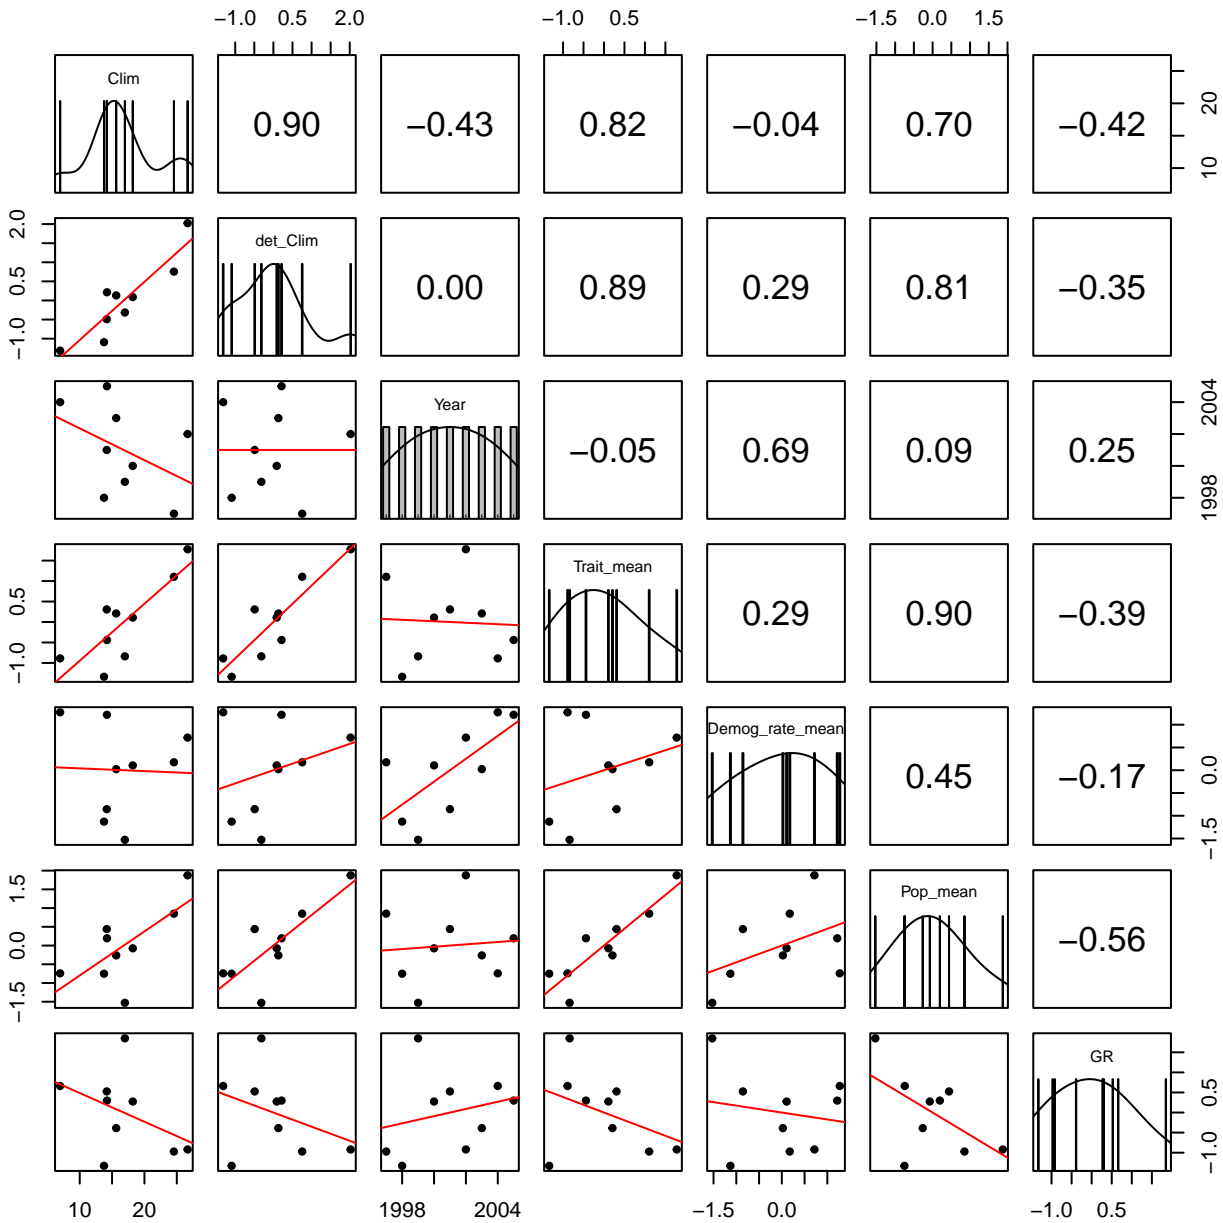 −1.0 0.5 2.0 −1.0 0.5 −1.5 0.0 1.5
Clim 0.90 −0.43 0.82 −0.04 0.70 −0.42 10 20
−1.0 0.5 2.0 det_Clim 0.00 0.89 0.29 0.81 −0.35
Year −0.05 0.69 0.09 0.25 1998 2004
−1.0 0.5 Trait_mean 0.29 0.90 −0.39
Demog_rate_mean 0.45 −0.17 −1.5 0.0
−1.5 0.0 1.5 Pop_mean −0.56
GR −1.0 0.5
10 20 1998 2004 −1.5 0.0 −1.0 0.5